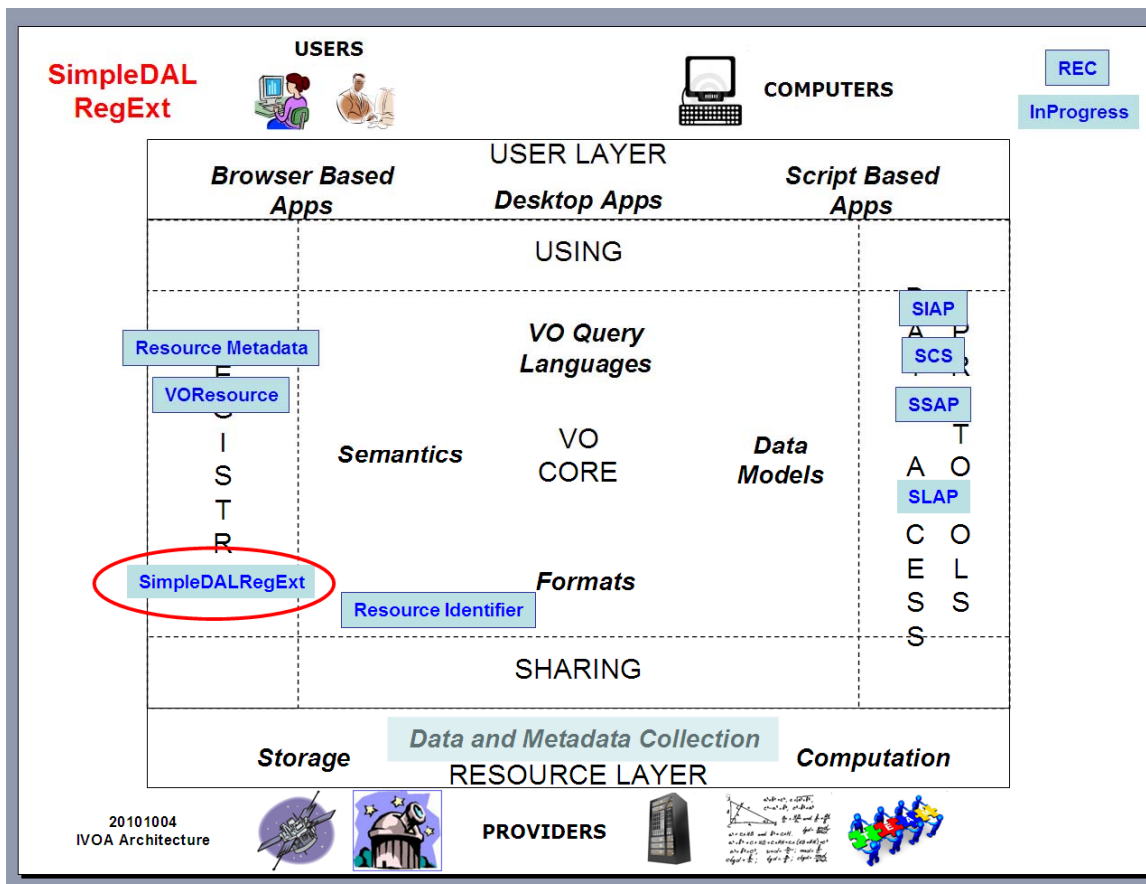 SimpleDAL
RegExt
USERS
COMPUTERS
REC
InProgress
USER LAYER
Browser Based
Apps
Desktop Apps
Script Based
Apps
USING
Resource Metadata
VOResource
I
S
T
R
SimpleDALRegExt
VO Query
Languages
Semantics
VO
CORE
Data
Models
Formats
Resource Identifier
SIAP
SCS
SSAP
SLAP
A
C
E
S
S
T
O
O
L
S
SHARING
Data and Metadata Collection
Storage
Computation
RESOURCE LAYER
20101004
IVOA Architecture
PROVIDERS